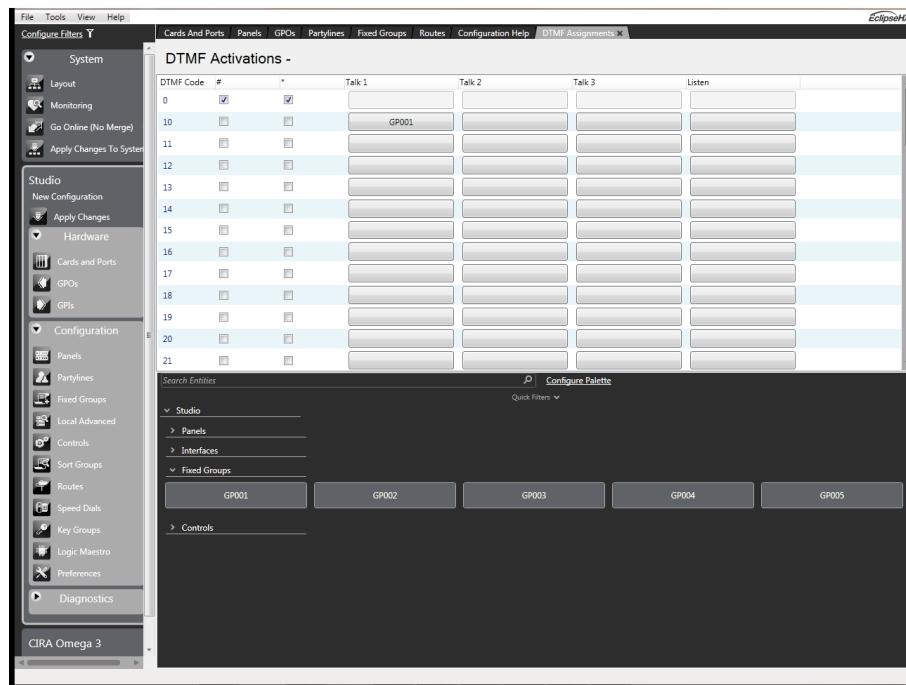 File Tools View Help EclipseH
Configure Filters
Cards And Ports Panels GPOs Partylines Fixed Groups Routes Configuration Help DTMF Assignments ×
System
Layout
Monitoring
Go Online (No Merge)
Apply Changes To System
Studio
New Configuration
Apply Changes
Hardware
Cards and Ports
GPOs
GPIs
Configuration
Panels
Partylines
Fixed Groups
Local Advanced
Controls
Sort Groups
Routes
Speed Dials
Key Groups
Logic Maestro
Preferences
Diagnostics
CIRA Omega 3
DTMF Activations -
DTMF Code # * Talk 1 Talk 2 Talk 3 Listen
0
10 GP001
11
12
13
14
15
16
17
18
19
20
21
Search Entities Configure Palette
Quick Filters
Studio
Panels
Interfaces
Fixed Groups
GP001 GP002 GP003 GP004 GP005
Controls